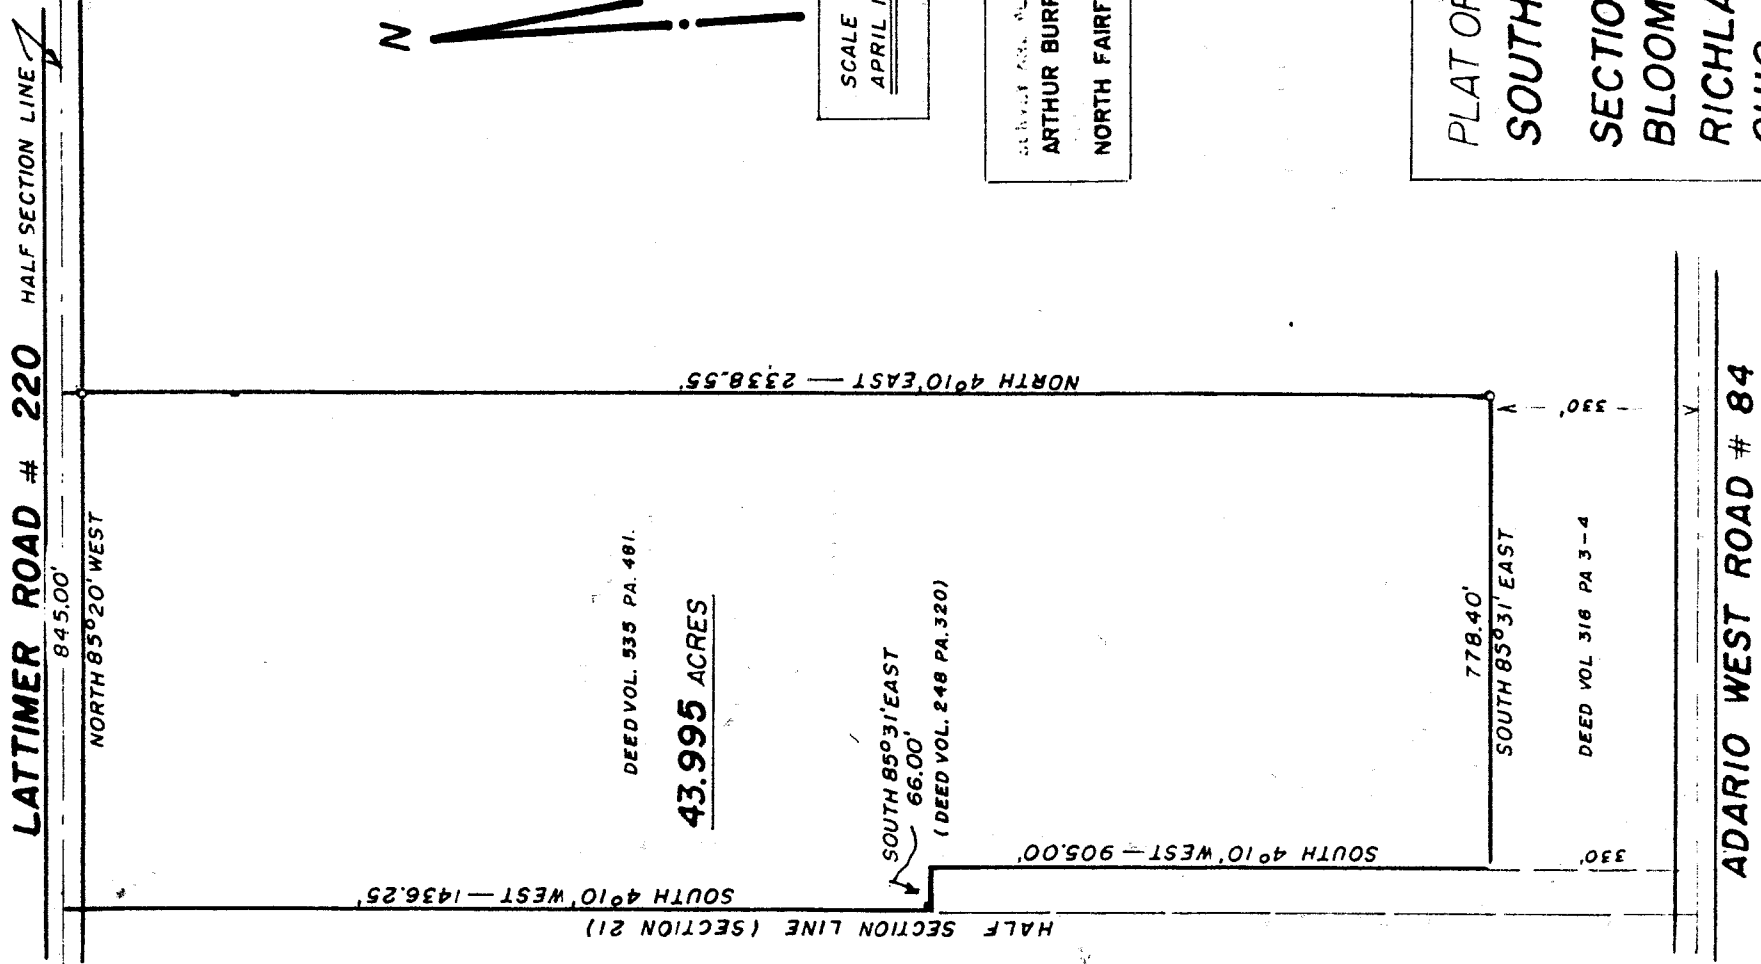 LATTIMER ROAD # 220
HALF SECTION LINE
845.00'
NORTH 85°20' WEST
N
SCALE
APRIL
ARTHUR BURR
NORTH FAIRF
PLAT OF
SOUTH
SECTIO
BLOOM
RICHLA
NORTH 4°10' EAST — 2338.55'
330'
DEED VOL. 535 PA. 481.
43.995 ACRES
SOUTH 85°31' EAST
66.00'
(DEED VOL. 248 PA. 320)
778.40'
SOUTH 85°31' EAST
DEED VOL 318 PA 3-4
SOUTH 4°10' WEST — 905.00'
330'
SOUTH 4°10' WEST — 1436.25'
HALF SECTION LINE (SECTION 21)
ADARIO WEST ROAD # 84